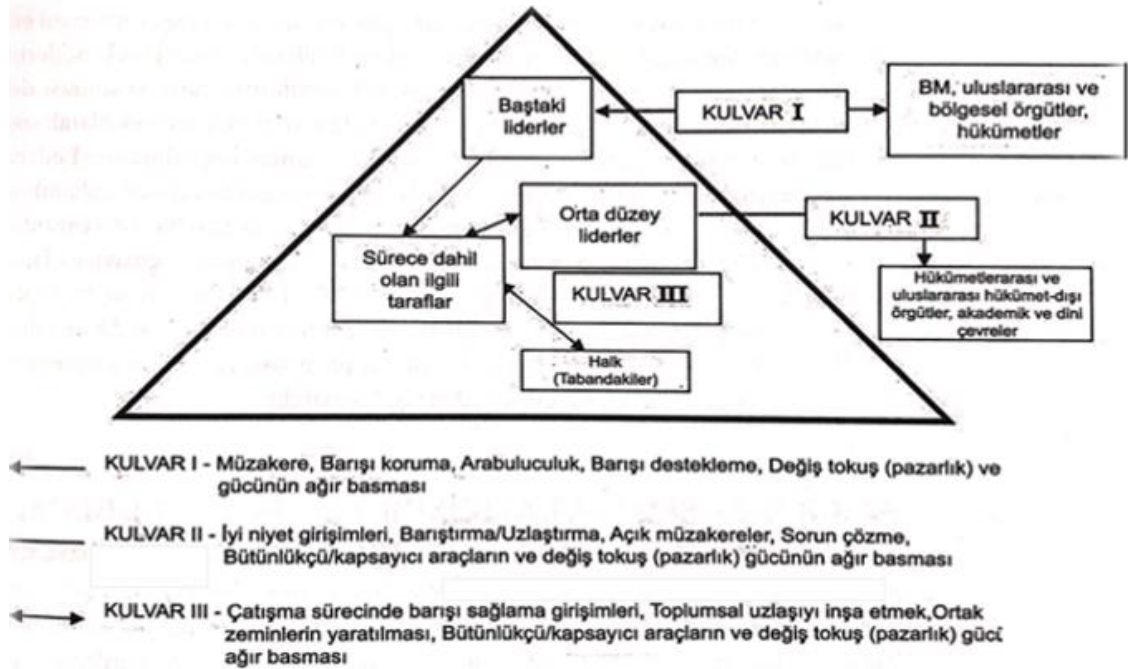 Baştaki
liderler
KULVAR I
BM, uluslararası ve
bölgesel örgütler,
hükümetler
Orta düzey
liderler
KULVAR II
Sürece dahil
olan ilgili
taraflar
KULVAR III
Hükümetlerarası ve
uluslararası hükümet-dışı
örgütler, akademik ve dini
çevreler
Halk
(Tabandakiler)
KULVAR I - Müzakere, Barışı koruma, Arabuluculuk, Barışı destekleme, Değiş tokuş (pazarlık) ve
gücünün ağır basması
KULVAR II - İyi niyet girişimleri, Barıştırma/Uzlaştırma, Açık müzakereler, Sorun çözme,
Bütünlükçü/kapsayıcı araçların ve değiş tokuş (pazarlık) gücünün ağır basması
KULVAR III - Çatışma sürecinde barışı sağlama girişimleri, Toplumsal uzlaşıyı inşa etmek,Ortak
zeminlerin yaratılması, Bütünlükçü/kapsayıcı araçların ve değiş tokuş (pazarlık) gücü
ağır basması